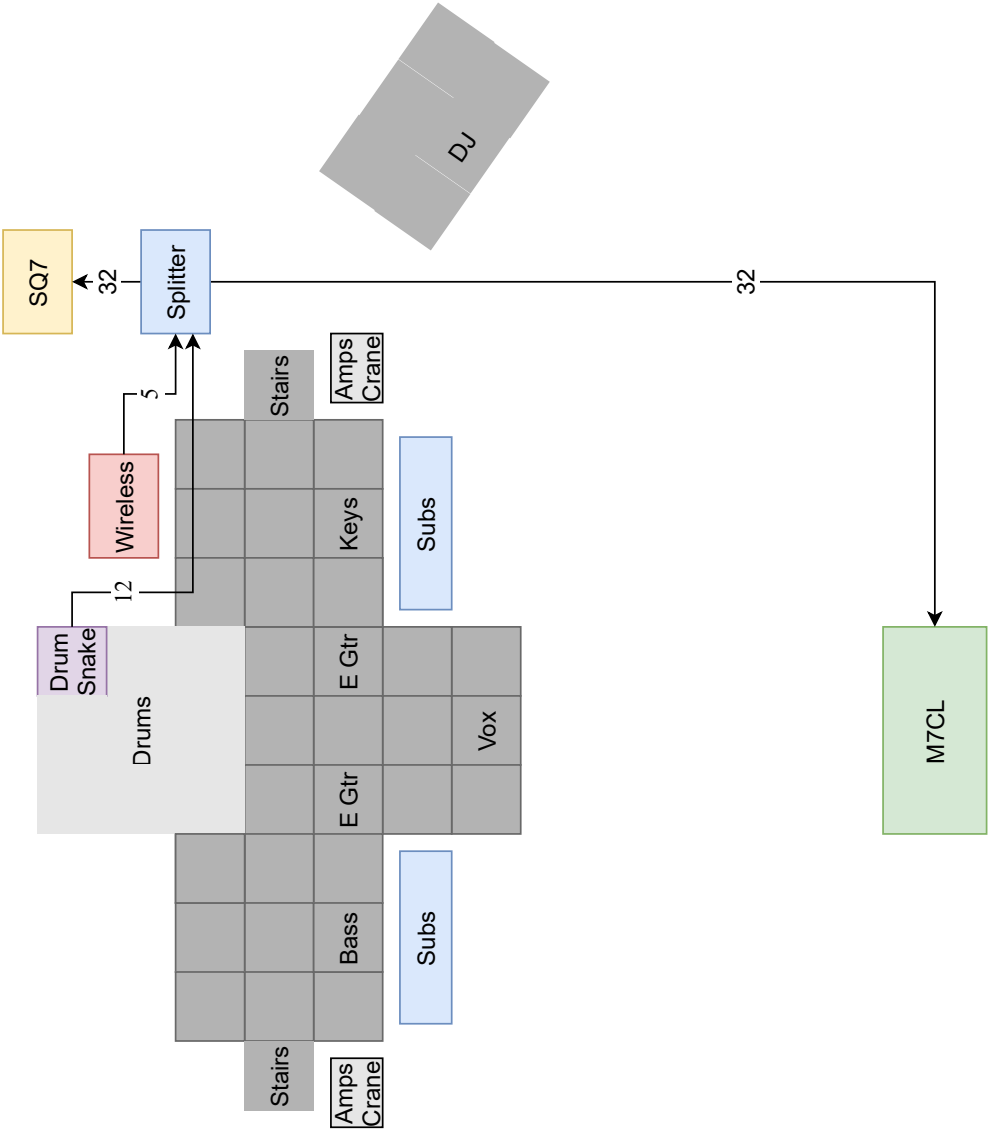 SQ7
32
Splitter
DJ
32
5
Wireless
12
Drum
Snake
Drums
Stairs
Amps
Crane
Keys
Subs
E Gtr
Vox
E Gtr
M7CL
Bass
Subs
Stairs
Amps
Crane